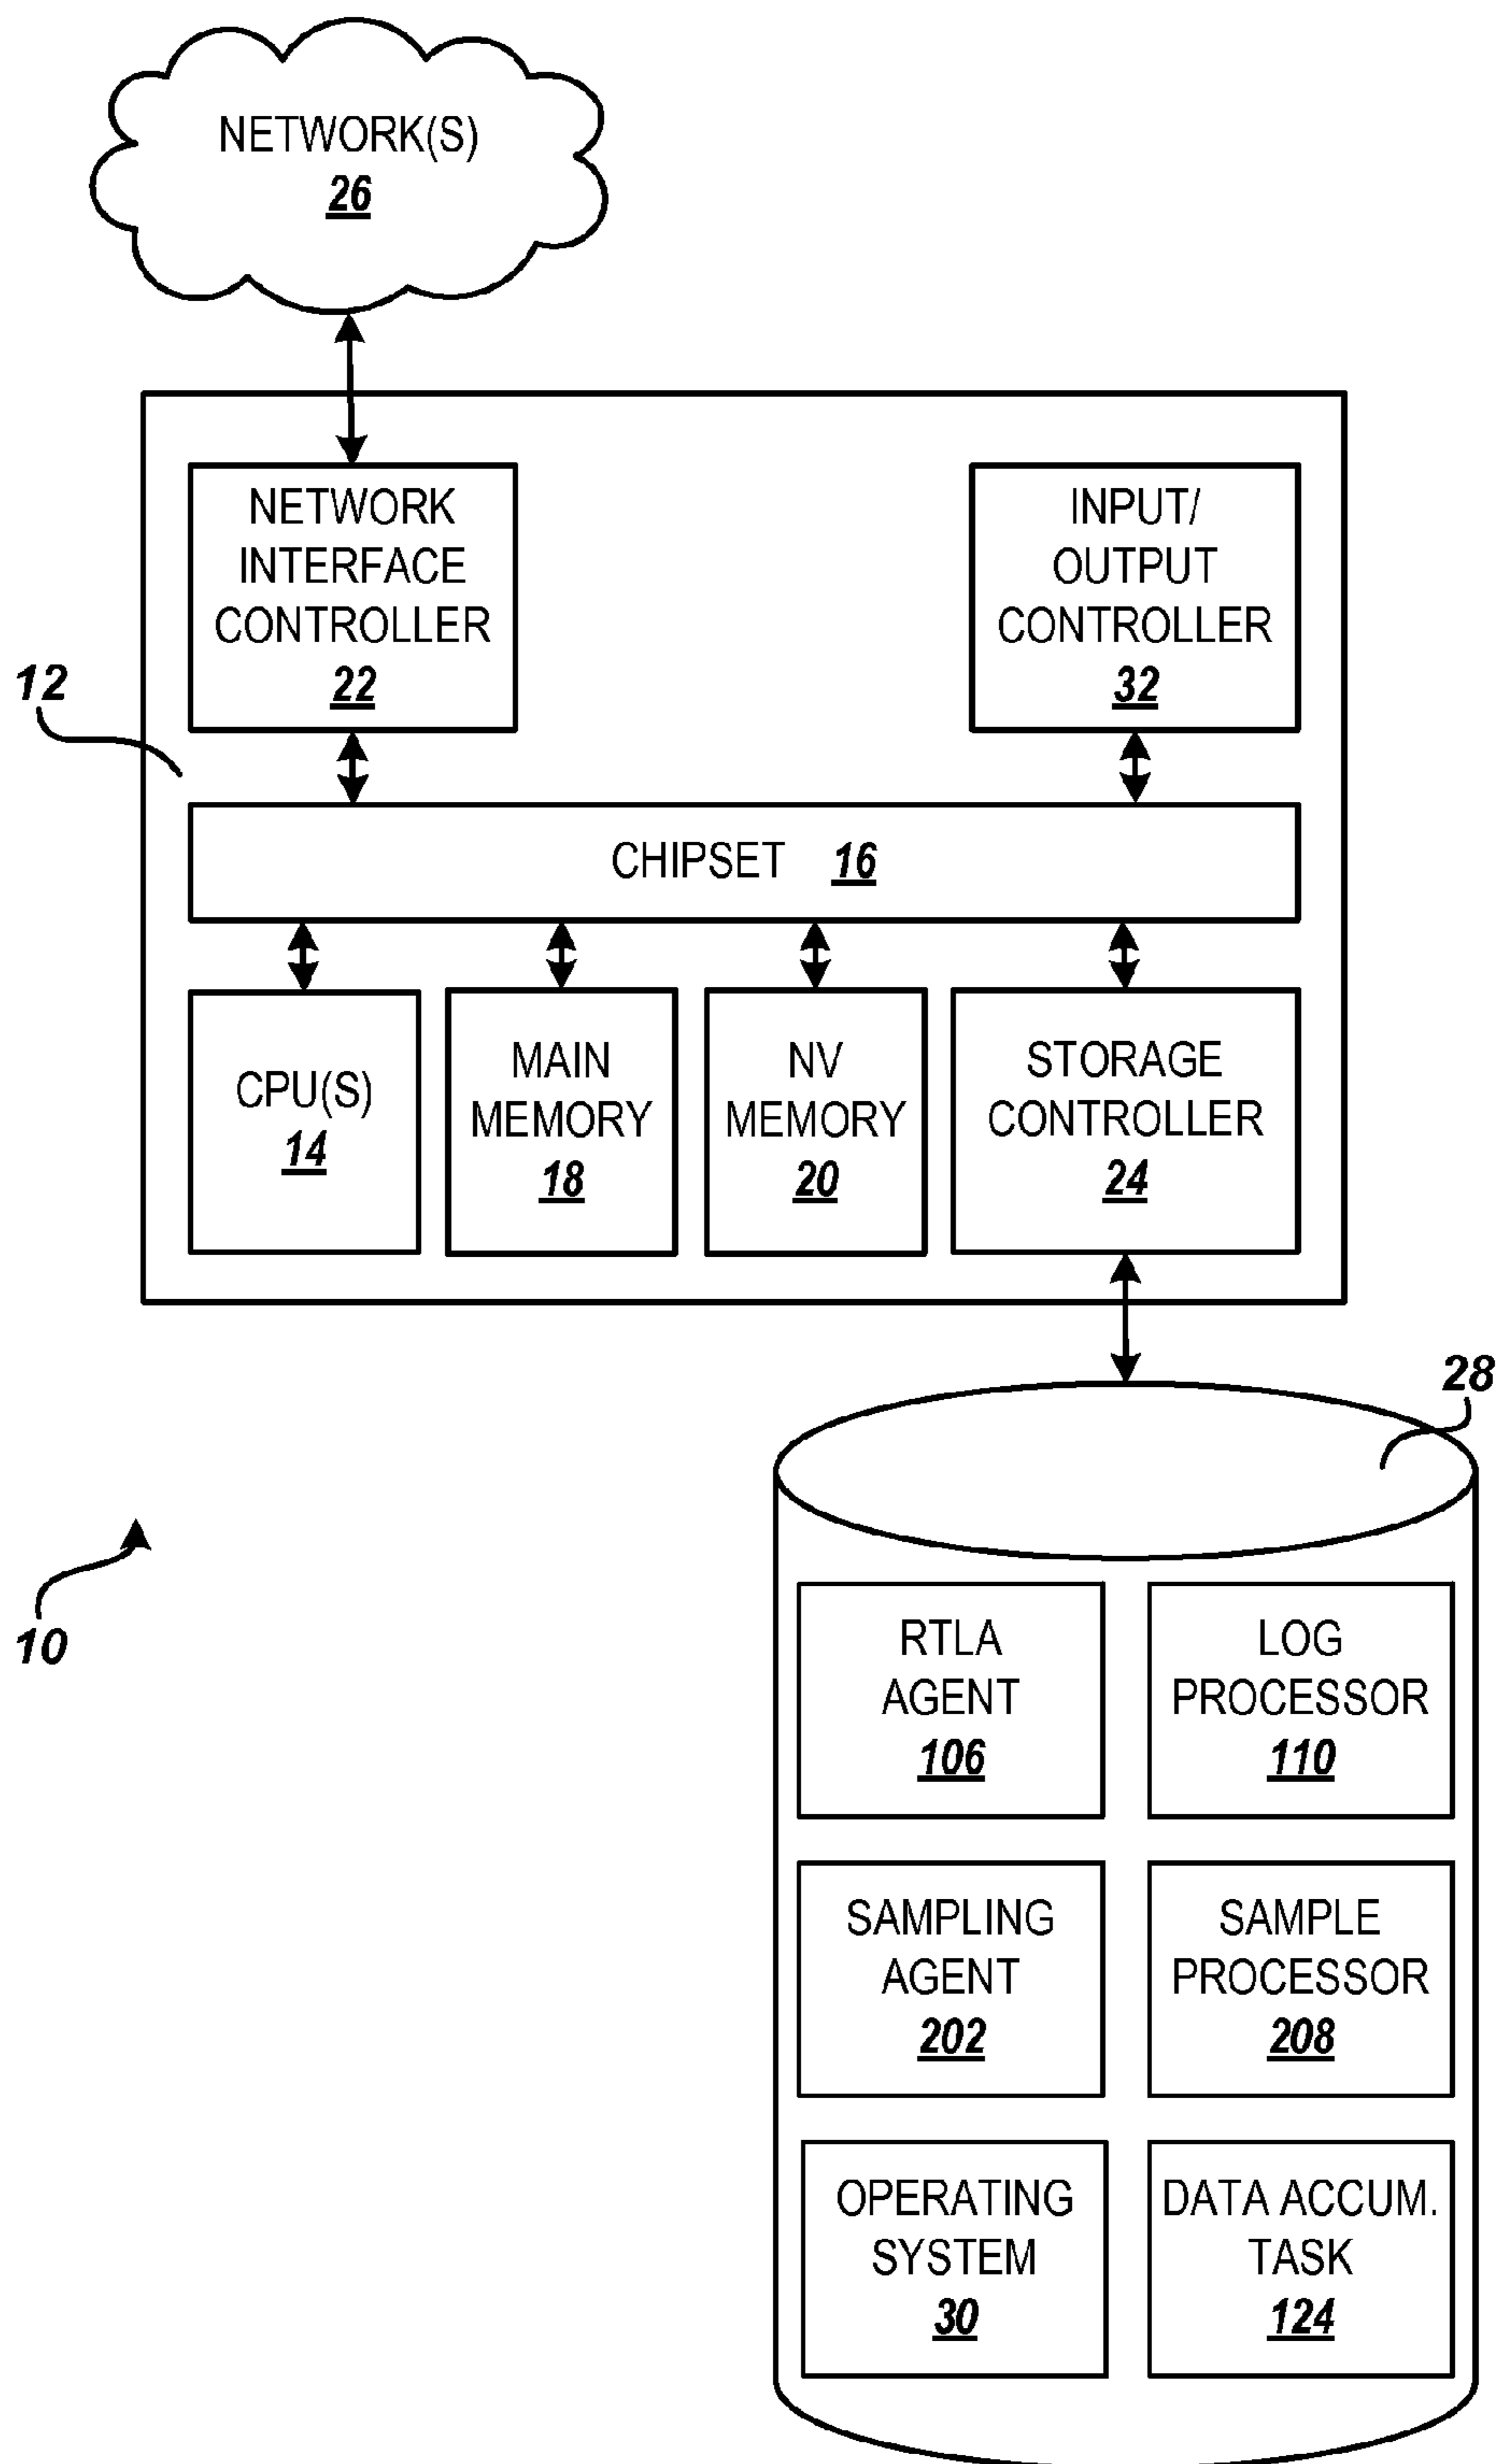 NETWORK(S)
26
NETWORK
INTERFACE
CONTROLLER
22
INPUT/
OUTPUT
CONTROLLER
32
12
CHIPSET 16
CPU(S)
14
MAIN
MEMORY
18
NV
MEMORY
20
STORAGE
CONTROLLER
24
28
10
RTLA
AGENT
106
LOG
PROCESSOR
110
SAMPLING
AGENT
202
SAMPLE
PROCESSOR
208
OPERATING
SYSTEM
30
DATA ACCUM.
TASK
124